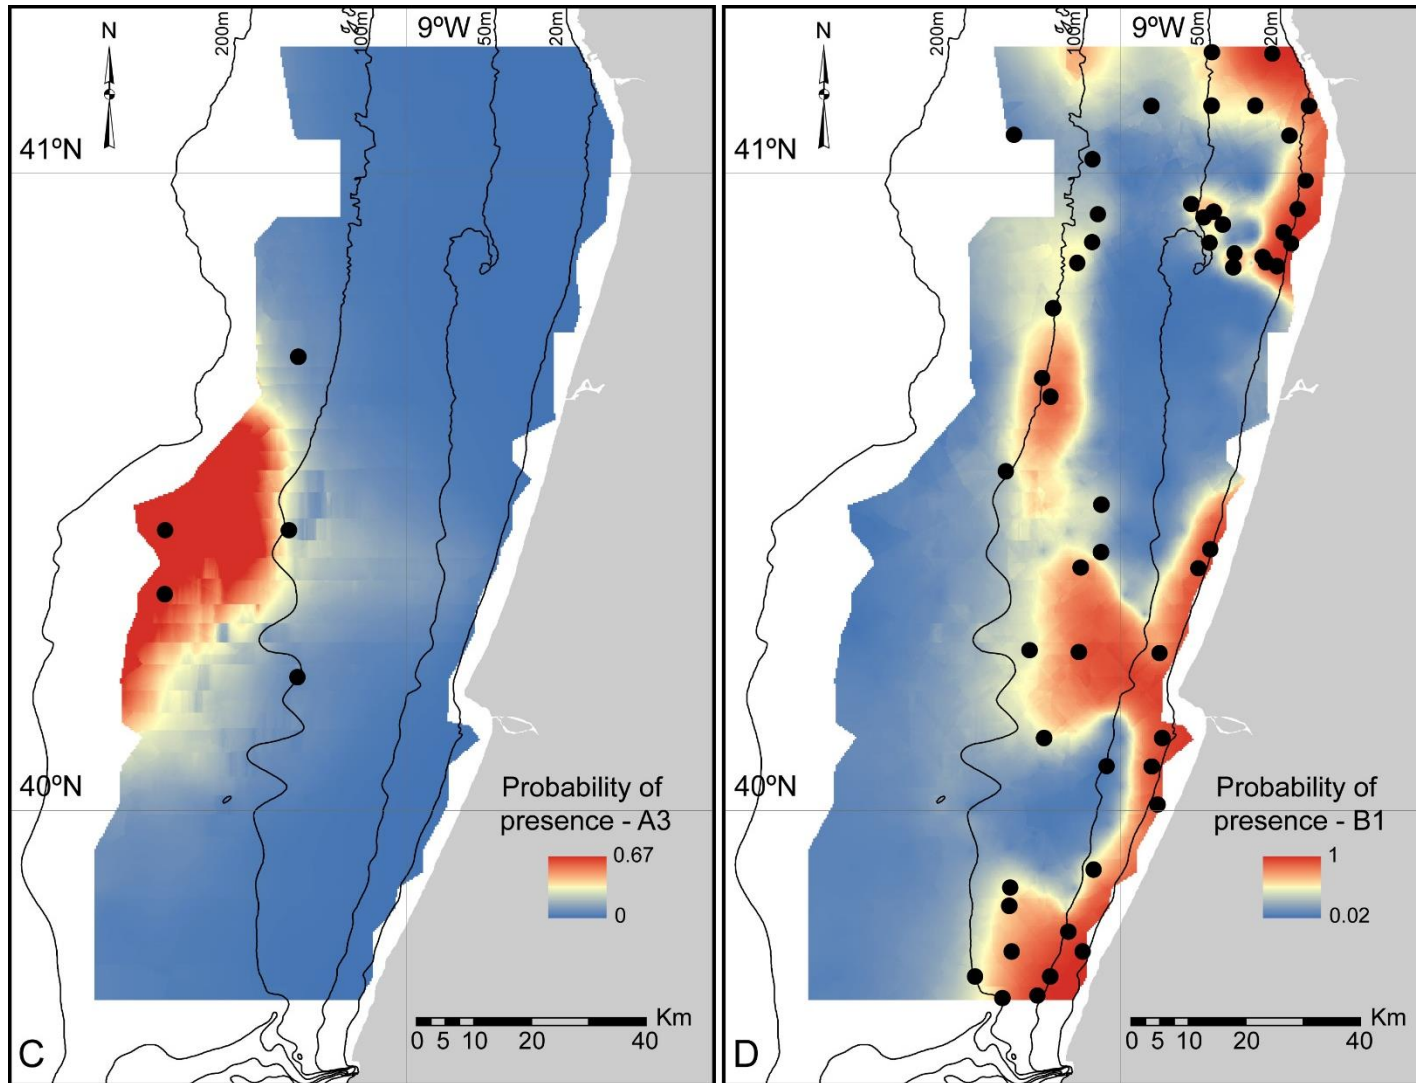 N
200m
100m
9ºW
50m
20m
41ºN
40ºN
Probability of
presence - A3
0.67
0
Km
0 5 10 20 40
C
N
200m
100m
9ºW
50m
20m
41ºN
40ºN
Probability of
presence - B1
1
0.02
Km
0 5 10 20 40
D